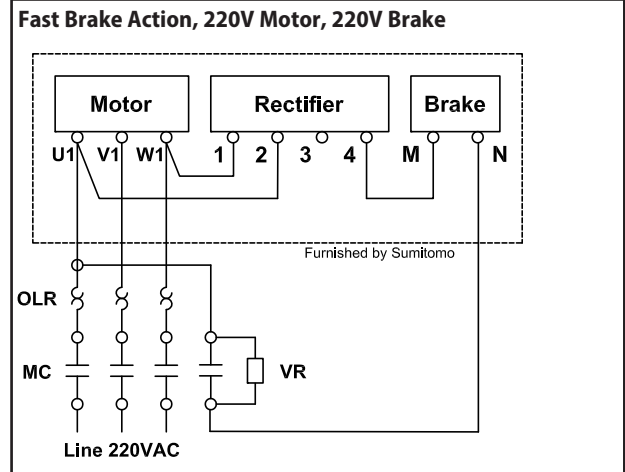 Fast Brake Action, 220V Motor, 220V Brake
Motor Rectifier Brake
U1 V1 W1 1 2 3 4 M N
Furnished by Sumitomo
OLR
MC VR
Line 220VAC